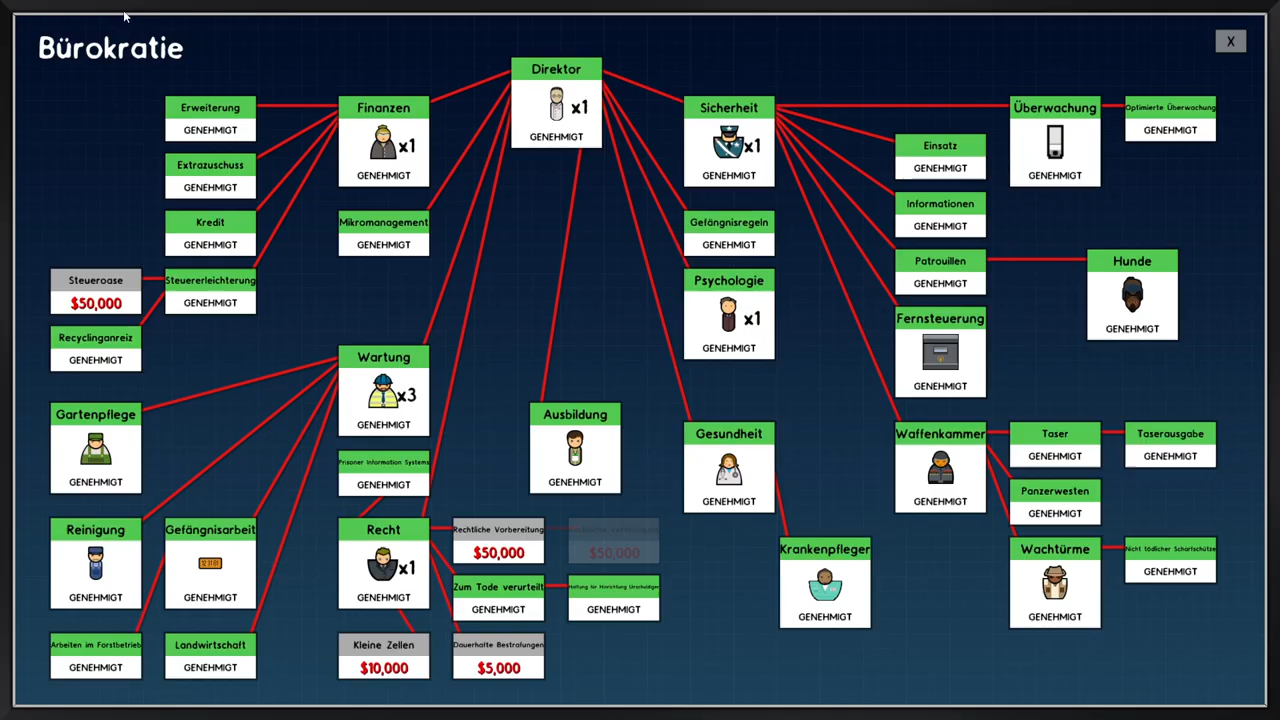 Bürokratie
X
Direktor
x1
GENEHMIGT
Erweiterung
GENEHMIGT
Finanzen
x1
GENEHMIGT
Sicherheit
x1
GENEHMIGT
Überwachung
GENEHMIGT
Optimierte Überwachung
GENEHMIGT
Extrazuschuss
GENEHMIGT
Einsatz
GENEHMIGT
Kredit
GENEHMIGT
Mikromanagement
GENEHMIGT
Gefängnisregeln
GENEHMIGT
Informationen
GENEHMIGT
Steueroase
$50,000
Steuererleichterung
GENEHMIGT
Psychologie
x1
GENEHMIGT
Patrouillen
GENEHMIGT
Hunde
GENEHMIGT
Recyclinganreiz
GENEHMIGT
Fernsteuerung
GENEHMIGT
Wartung
x3
GENEHMIGT
Gartenpflege
GENEHMIGT
Ausbildung
GENEHMIGT
Gesundheit
GENEHMIGT
Waffenkammer
GENEHMIGT
Taser
GENEHMIGT
Taserausgabe
GENEHMIGT
Prisoner Information Systems
GENEHMIGT
Panzerwesten
GENEHMIGT
Reinigung
GENEHMIGT
Gefängnisarbeit
GENEHMIGT
Recht
x1
GENEHMIGT
Rechtliche Vorbereitung
$50,000
$50,000
Krankenpfleger
GENEHMIGT
Wachtürme
GENEHMIGT
Nicht tödlicher Scharfschütze
GENEHMIGT
Zum Tode verurteilt
GENEHMIGT
Haftung für Hinrichtung Unschuldiger
GENEHMIGT
Arbeiten im Forstbetrieb
GENEHMIGT
Landwirtschaft
GENEHMIGT
Kleine Zellen
$10,000
Dauerhafte Bestrafungen
$5,000